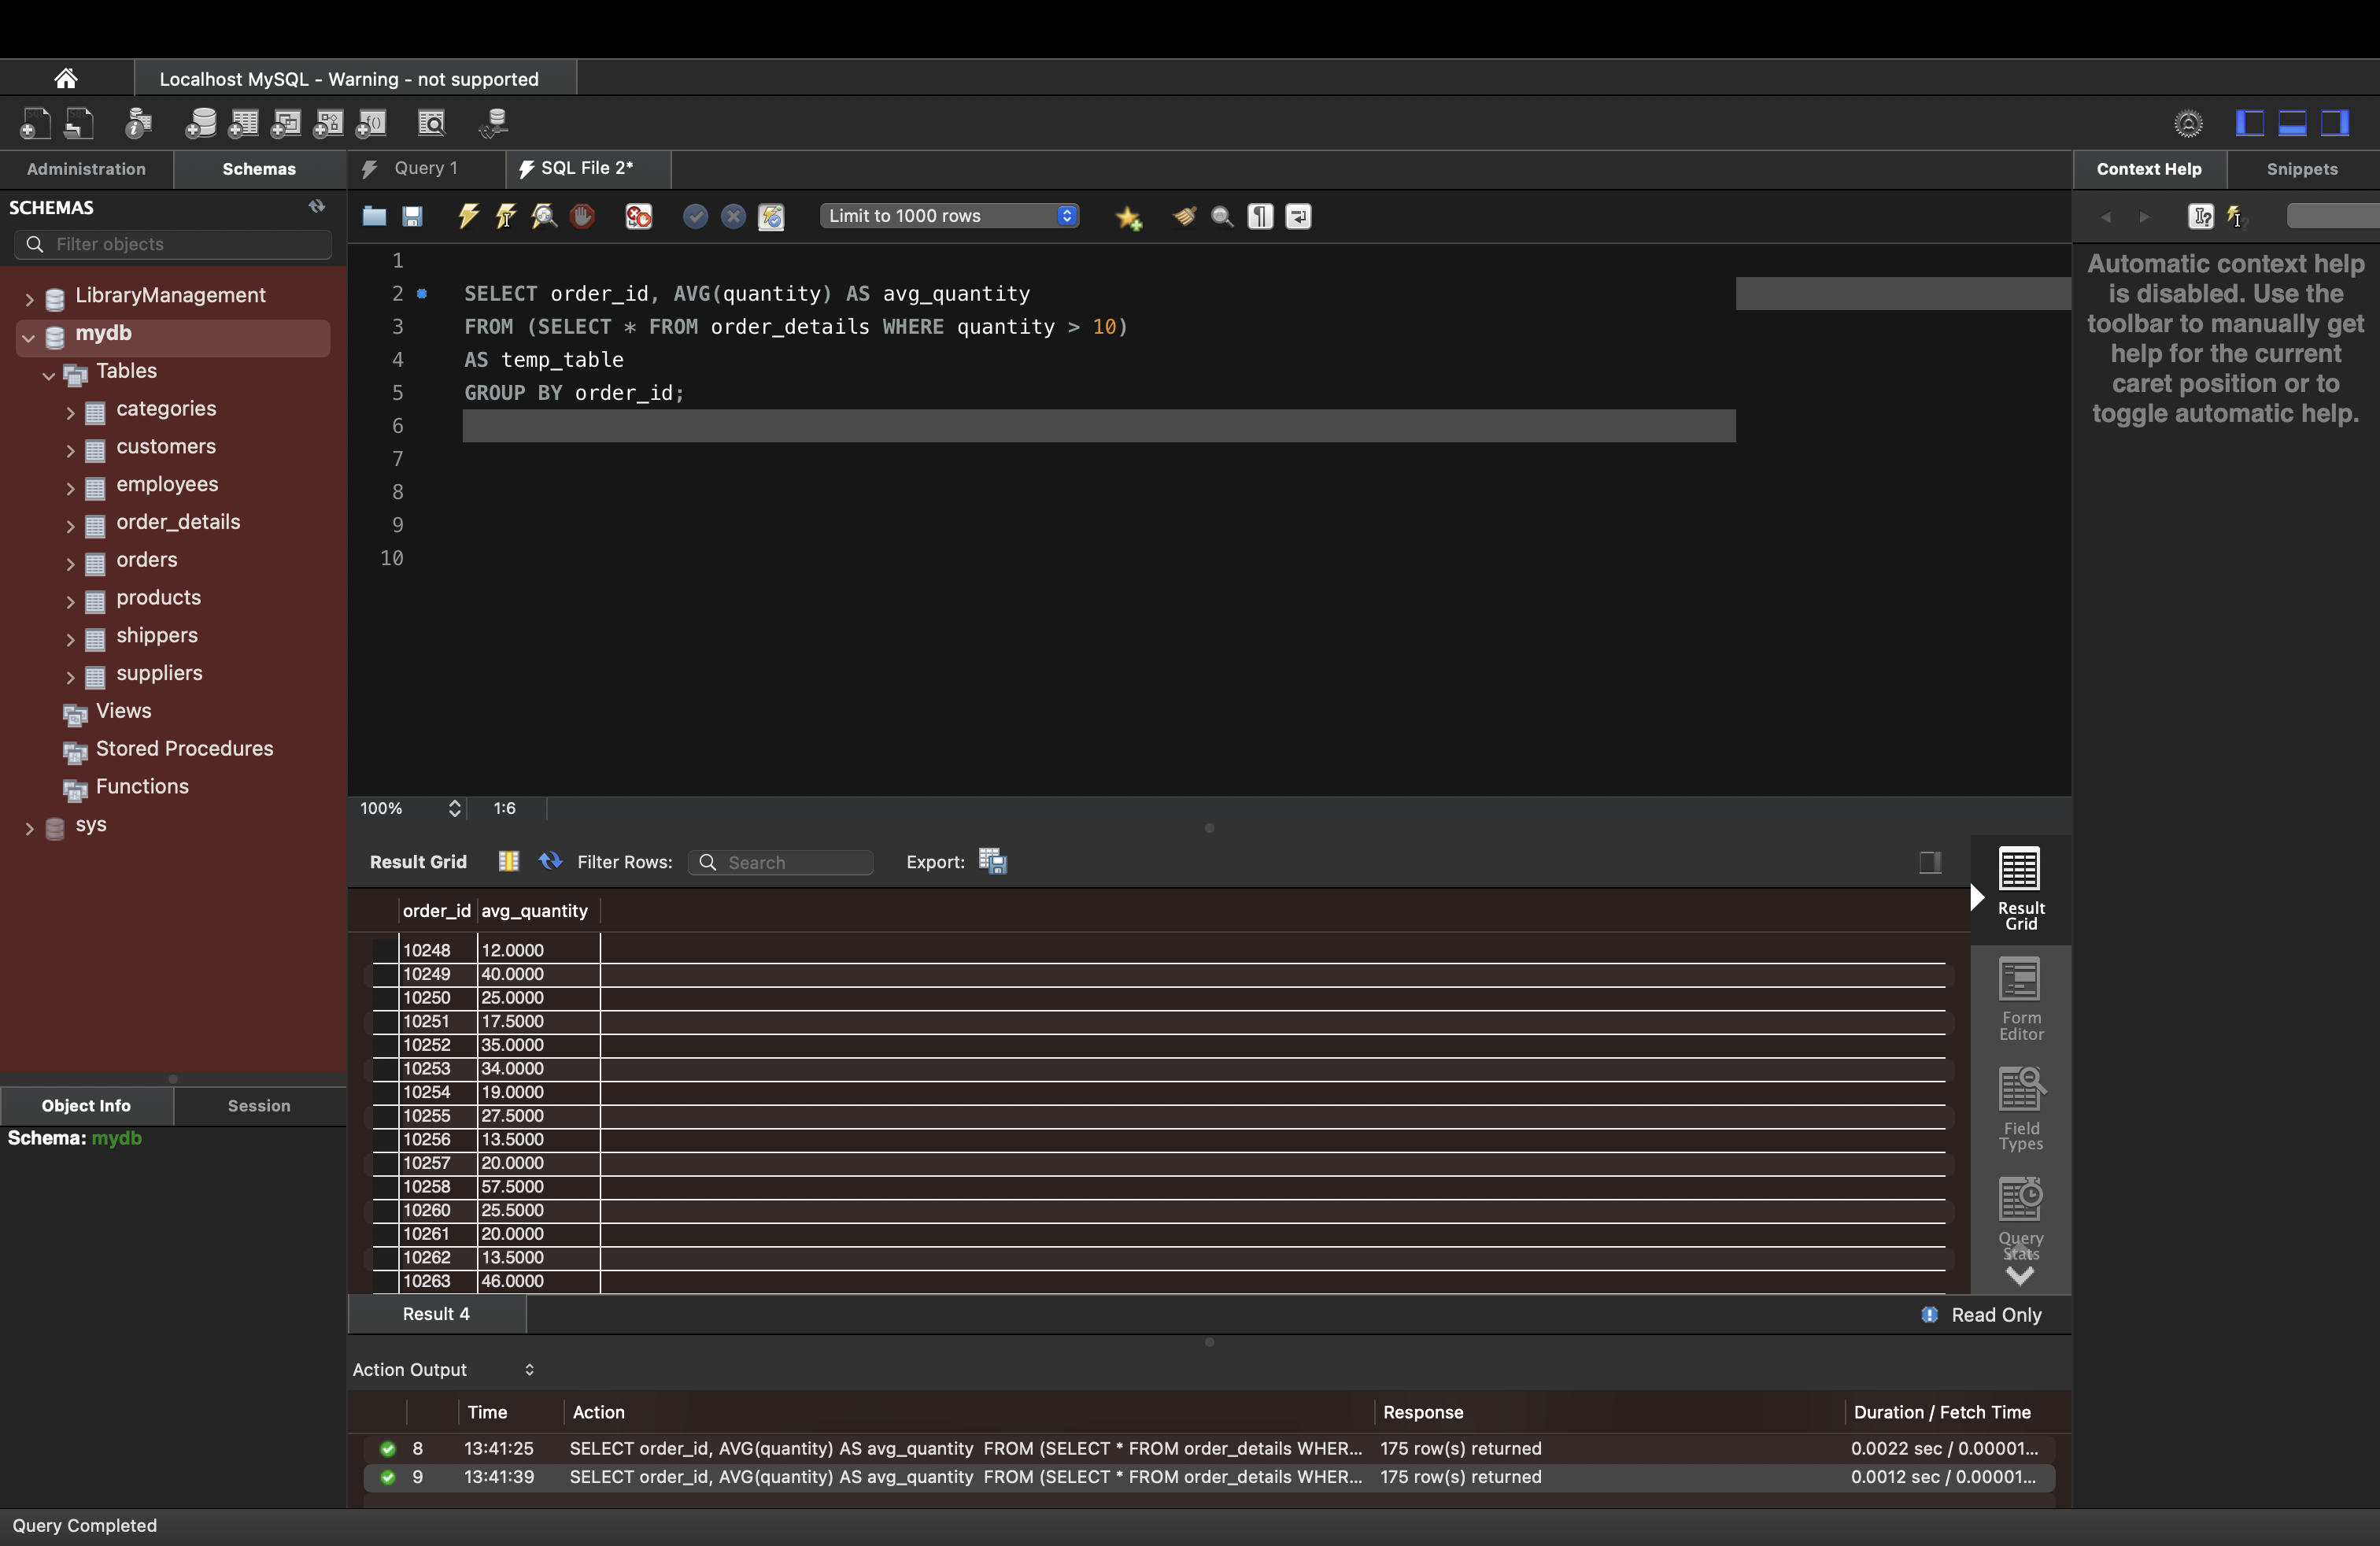 Localhost MySQL - Warning - not supported
Administration
Schemas
Query 1
SQL File 2*
Context Help
Snippets
SCHEMAS
Filter objects
Limit to 1000 rows
LibraryManagement
mydb
Tables
categories
customers
employees
order_details
orders
products
shippers
suppliers
Views
Stored Procedures
Functions
sys
1
2 SELECT order_id, AVG(quantity) AS avg_quantity
3 FROM (SELECT * FROM order_details WHERE quantity > 10)
4 AS temp_table
5 GROUP BY order_id;
6
7
8
9
10
Automatic context help
is disabled. Use the
toolbar to manually get
help for the current
caret position or to
toggle automatic help.
100% 1:6
Result Grid Filter Rows: Search Export:
order_id avg_quantity
10248 12.0000
10249 40.0000
10250 25.0000
10251 17.5000
10252 35.0000
10253 34.0000
10254 19.0000
10255 27.5000
10256 13.5000
10257 20.0000
10258 57.5000
10260 25.5000
10261 20.0000
10262 13.5000
10263 46.0000
Result
Grid
Form
Editor
Field
Types
Query
Stats
Object Info Session
Schema: mydb
Result 4
Read Only
Action Output
Time Action Response Duration / Fetch Time
8 13:41:25 SELECT order_id, AVG(quantity) AS avg_quantity FROM (SELECT * FROM order_details WHER... 175 row(s) returned 0.0022 sec / 0.00001...
9 13:41:39 SELECT order_id, AVG(quantity) AS avg_quantity FROM (SELECT * FROM order_details WHER... 175 row(s) returned 0.0012 sec / 0.00001...
Query Completed